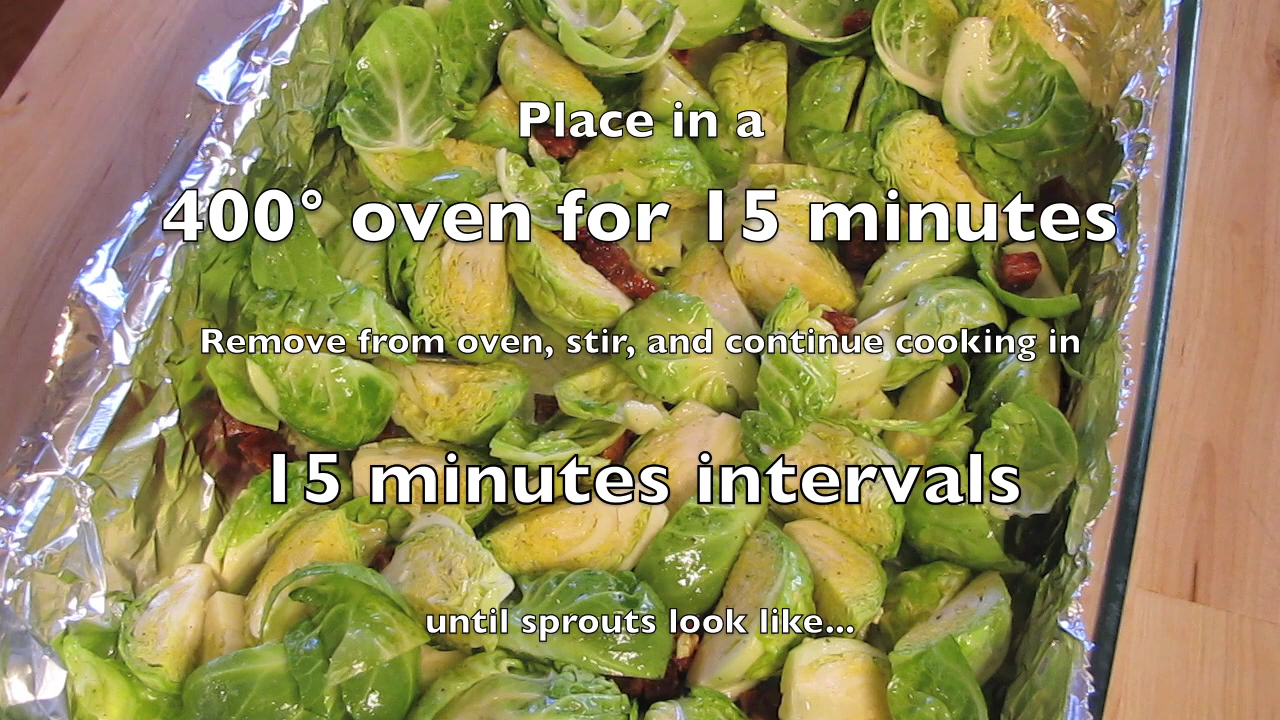 Place in a
400° oven for 15 minutes
Remove from oven, stir, and continue cooking in
15 minutes intervals
until sprouts look like...